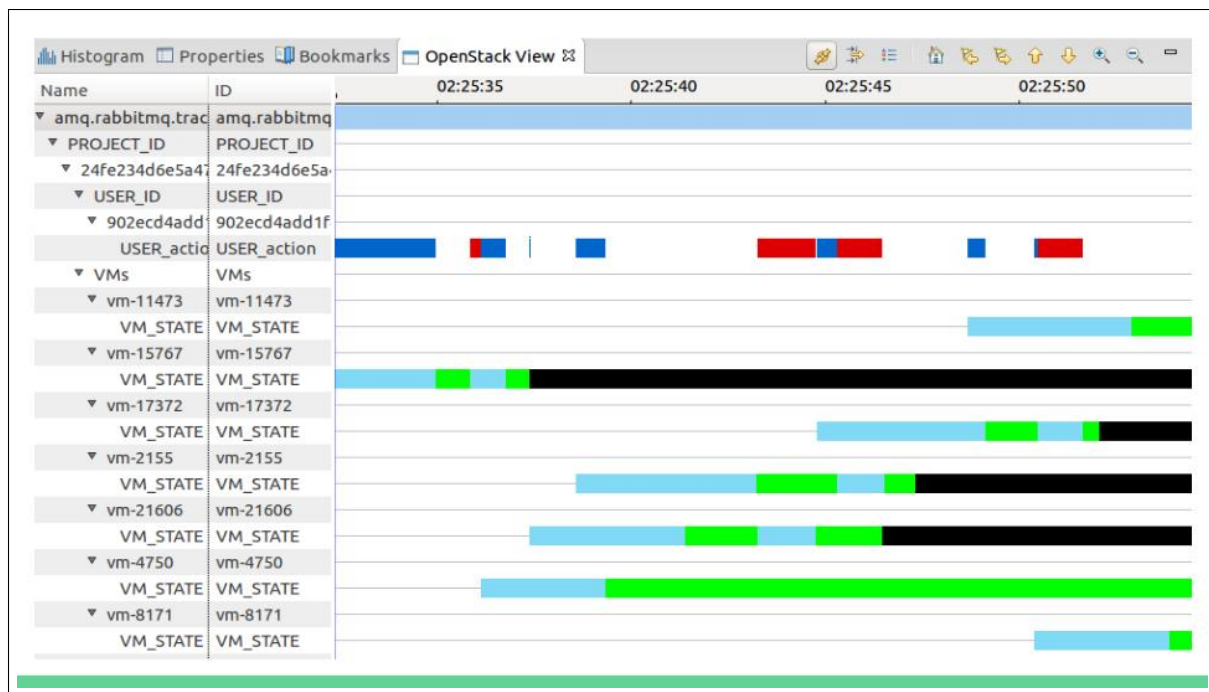 Histogram Properties Bookmarks OpenStack View
Name ID 02:25:35 02:25:40 02:25:45 02:25:50
amq.rabbitmq.trac amq.rabbitmq
PROJECT_ID PROJECT_ID
24fe234d6e5a47 24fe234d6e5a
USER_ID USER_ID
902ecd4add1 902ecd4add1f
USER_actio USER_action
VMs VMs
vm-11473 vm-11473
VM_STATE VM_STATE
vm-15767 vm-15767
VM_STATE VM_STATE
vm-17372 vm-17372
VM_STATE VM_STATE
vm-2155 vm-2155
VM_STATE VM_STATE
vm-21606 vm-21606
VM_STATE VM_STATE
vm-4750 vm-4750
VM_STATE VM_STATE
vm-8171 vm-8171
VM_STATE VM_STATE